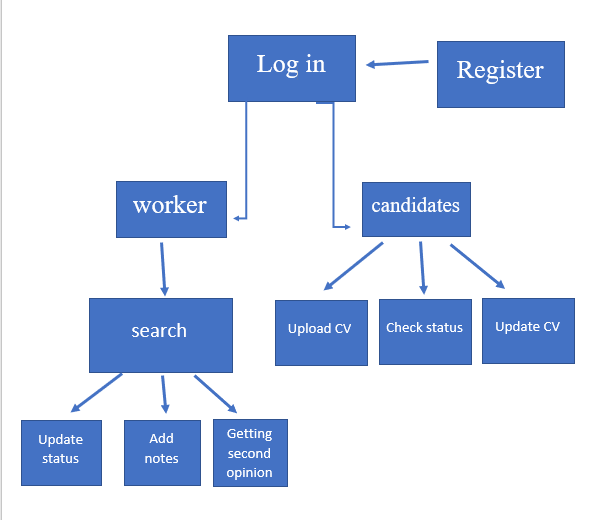 Log in
Register
worker
candidates
search
Upload CV
Check status
Update CV
Update
status
Add
notes
Getting
second
opinion